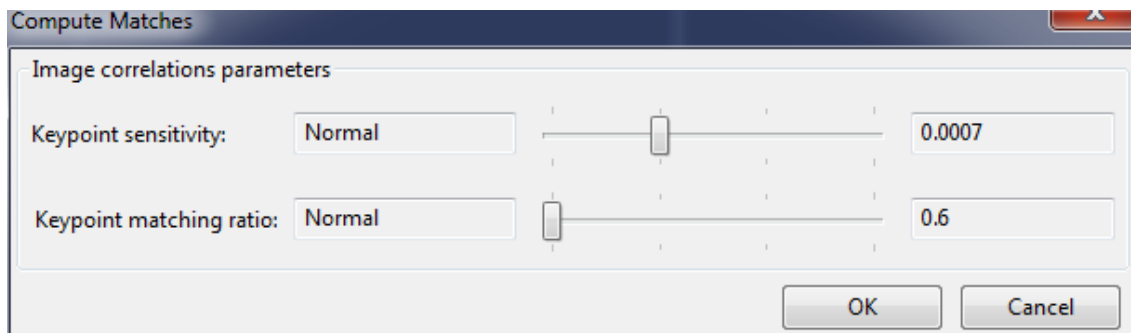 Compute Matches
Image correlations parameters
Keypoint sensitivity: Normal 0.0007
Keypoint matching ratio: Normal 0.6
OK Cancel